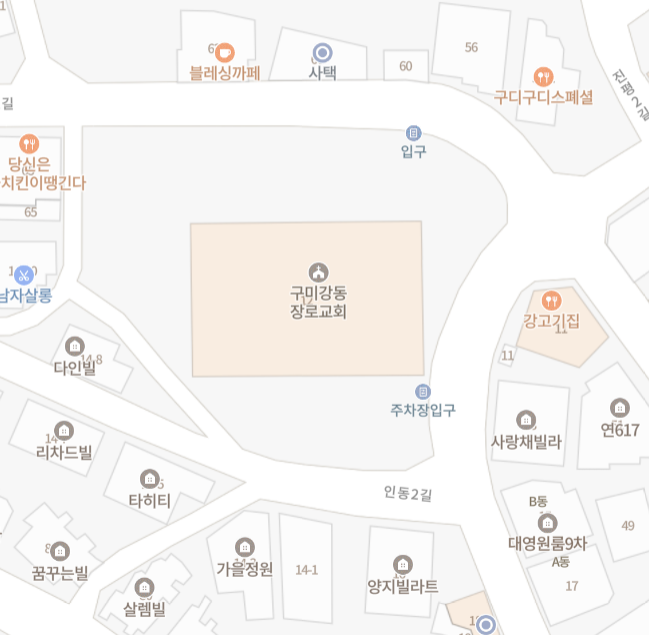 56
블레싱까페
사택
60
구디구디스페셜
진평2길
길
입구
당신은
치킨이땡긴다
65
남자살롱
구미강동
장로교회
강고기집
11
11
14-8
다인빌
주차장입구
사랑채빌라
연617
리차드빌
타히티
인동2길
B동
대영원룸9차
A동
49
17
꿈꾸는빌
가을정원
14-1
양지빌라트
살렘빌